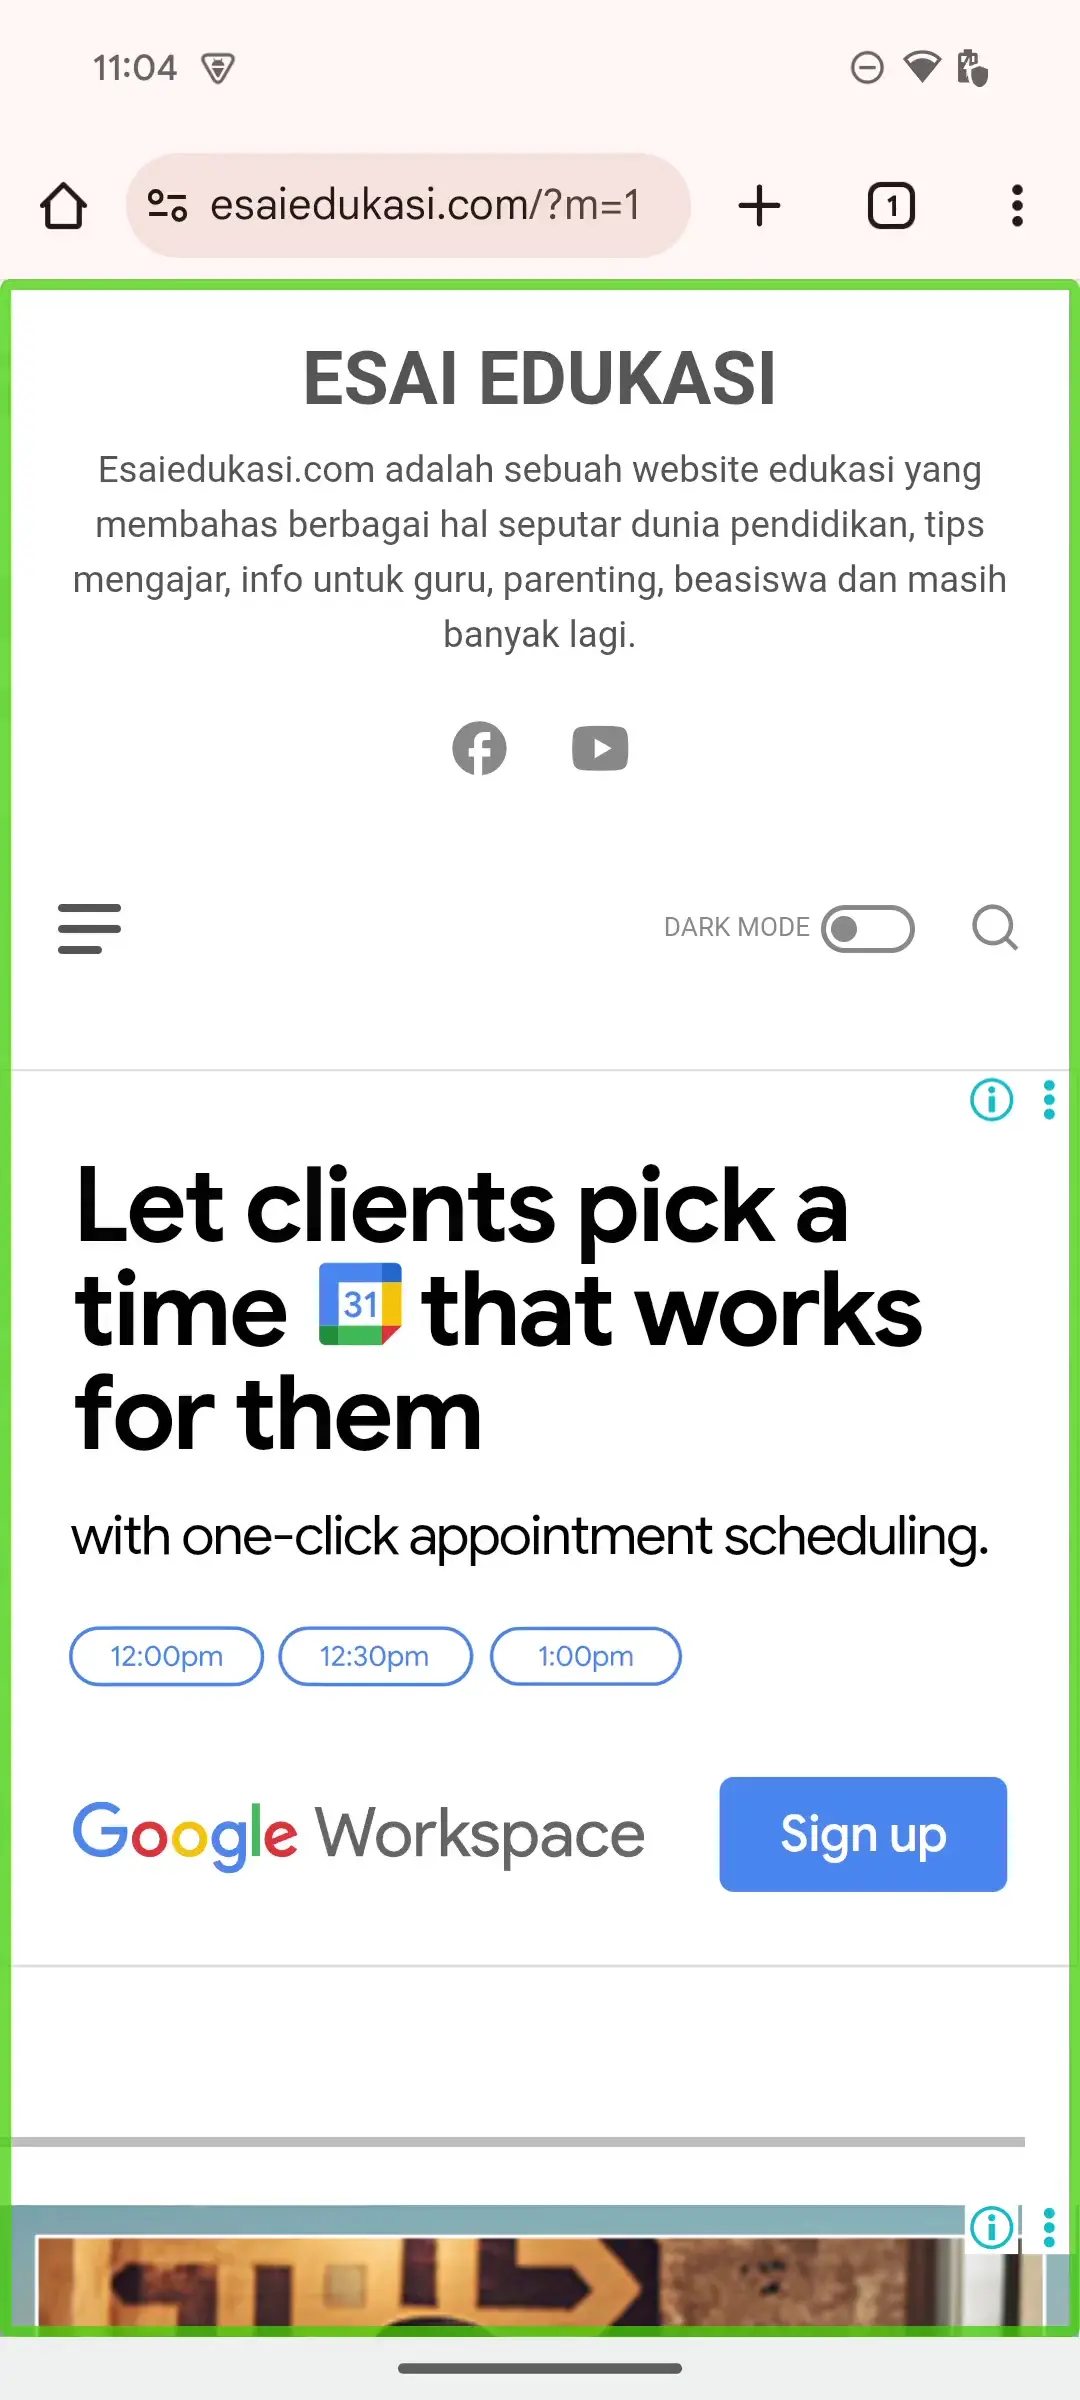 11:04
esaiedukasi.com/?m=1
1
ESAI EDUKASI
Esaiedukasi.com adalah sebuah website edukasi yang
membahas berbagai hal seputar dunia pendidikan, tips
mengajar, info untuk guru, parenting, beasiswa dan masih
banyak lagi.
DARK MODE
Let clients pick a
time 31 that works
for them
with one-click appointment scheduling.
12:00pm 12:30pm 1:00pm
Google Workspace Sign up